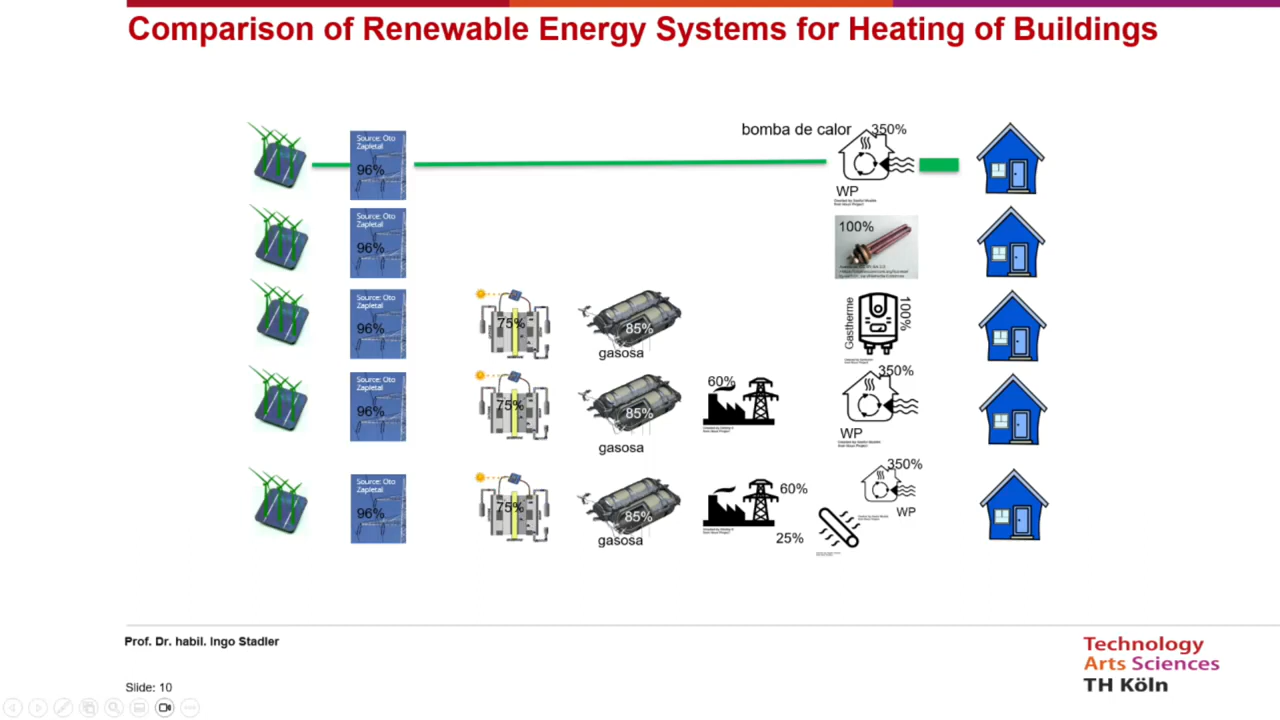 Comparison of Renewable Energy Systems for Heating of Buildings
Source: Oto
Zapletal
96%
bomba de calor
350%
WP
Source: Oto
Zapletal
96%
100%
Source: Oto
Zapletal
96%
75%
85%
gasosa
Gastherme
100%
Source: Oto
Zapletal
96%
75%
85%
gasosa
60%
350%
WP
Source: Oto
Zapletal
96%
75%
85%
gasosa
60%
25%
350%
WP
Prof. Dr. habil. Ingo Stadler
Slide: 10
Technology
Arts Sciences
TH Köln